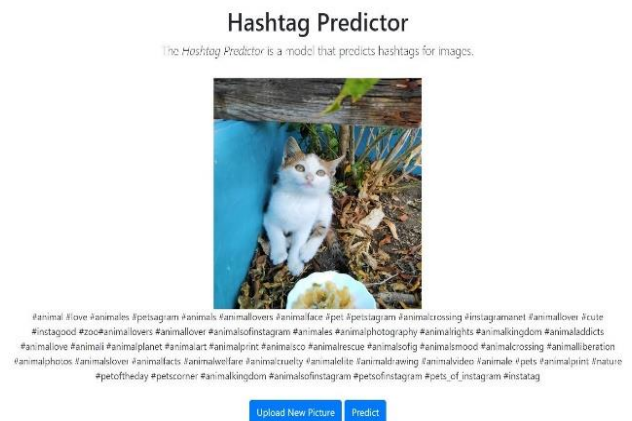 Hashtag Predictor
The Hashtag Predictor is a model that predicts hashtags for images.
#animal #love #animales #petsagram #animals #animallovers #animalface #pet #petstagram #animalcrossing #instagramanet #animallover #cute
#instagood #zoo#animallovers #animallover #animalsofinstagram #animales #animalphotography #animalrights #animalkingdom #animaladdicts
#animallove #animali #animalplanet #animalart #animalprint #animalsco #animalrescue #animalsofig #animalsmood #animalcrossing #animalliberation
#animalphotos #animalslover #animalfacts #animalwelfare #animalcruelty #animalelite #animaldrawing #animalvideo #animale #pets #animalprint #nature
#petoftheday #petscorner #animalkingdom #animalsofinstagram #petsofinstagram #pets_of_instagram #instatag
Upload New Picture Predict